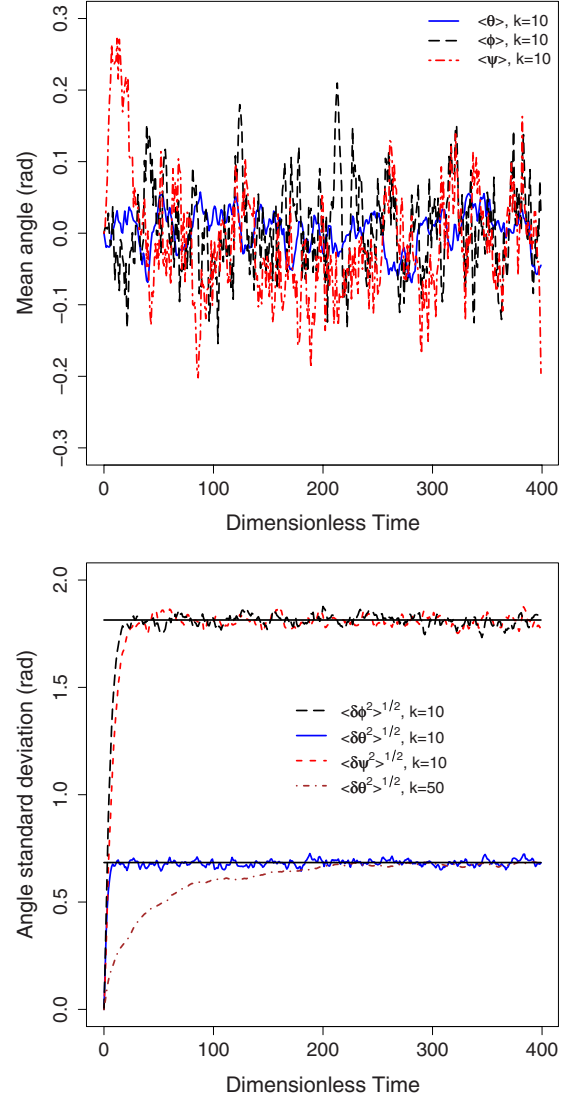 0.3
0.2
0.1
0.0
−0.1
−0.2
−0.3
Mean angle (rad)
<θ>, k=10
<ϕ>, k=10
<ψ>, k=10
0 100 200 300 400
Dimensionless Time
2.0
1.5
1.0
0.5
0.0
Angle standard deviation (rad)
<δϕ²>^1/2, k=10
<δθ²>^1/2, k=10
<δψ²>^1/2, k=10
<δθ²>^1/2, k=50
0 100 200 300 400
Dimensionless Time